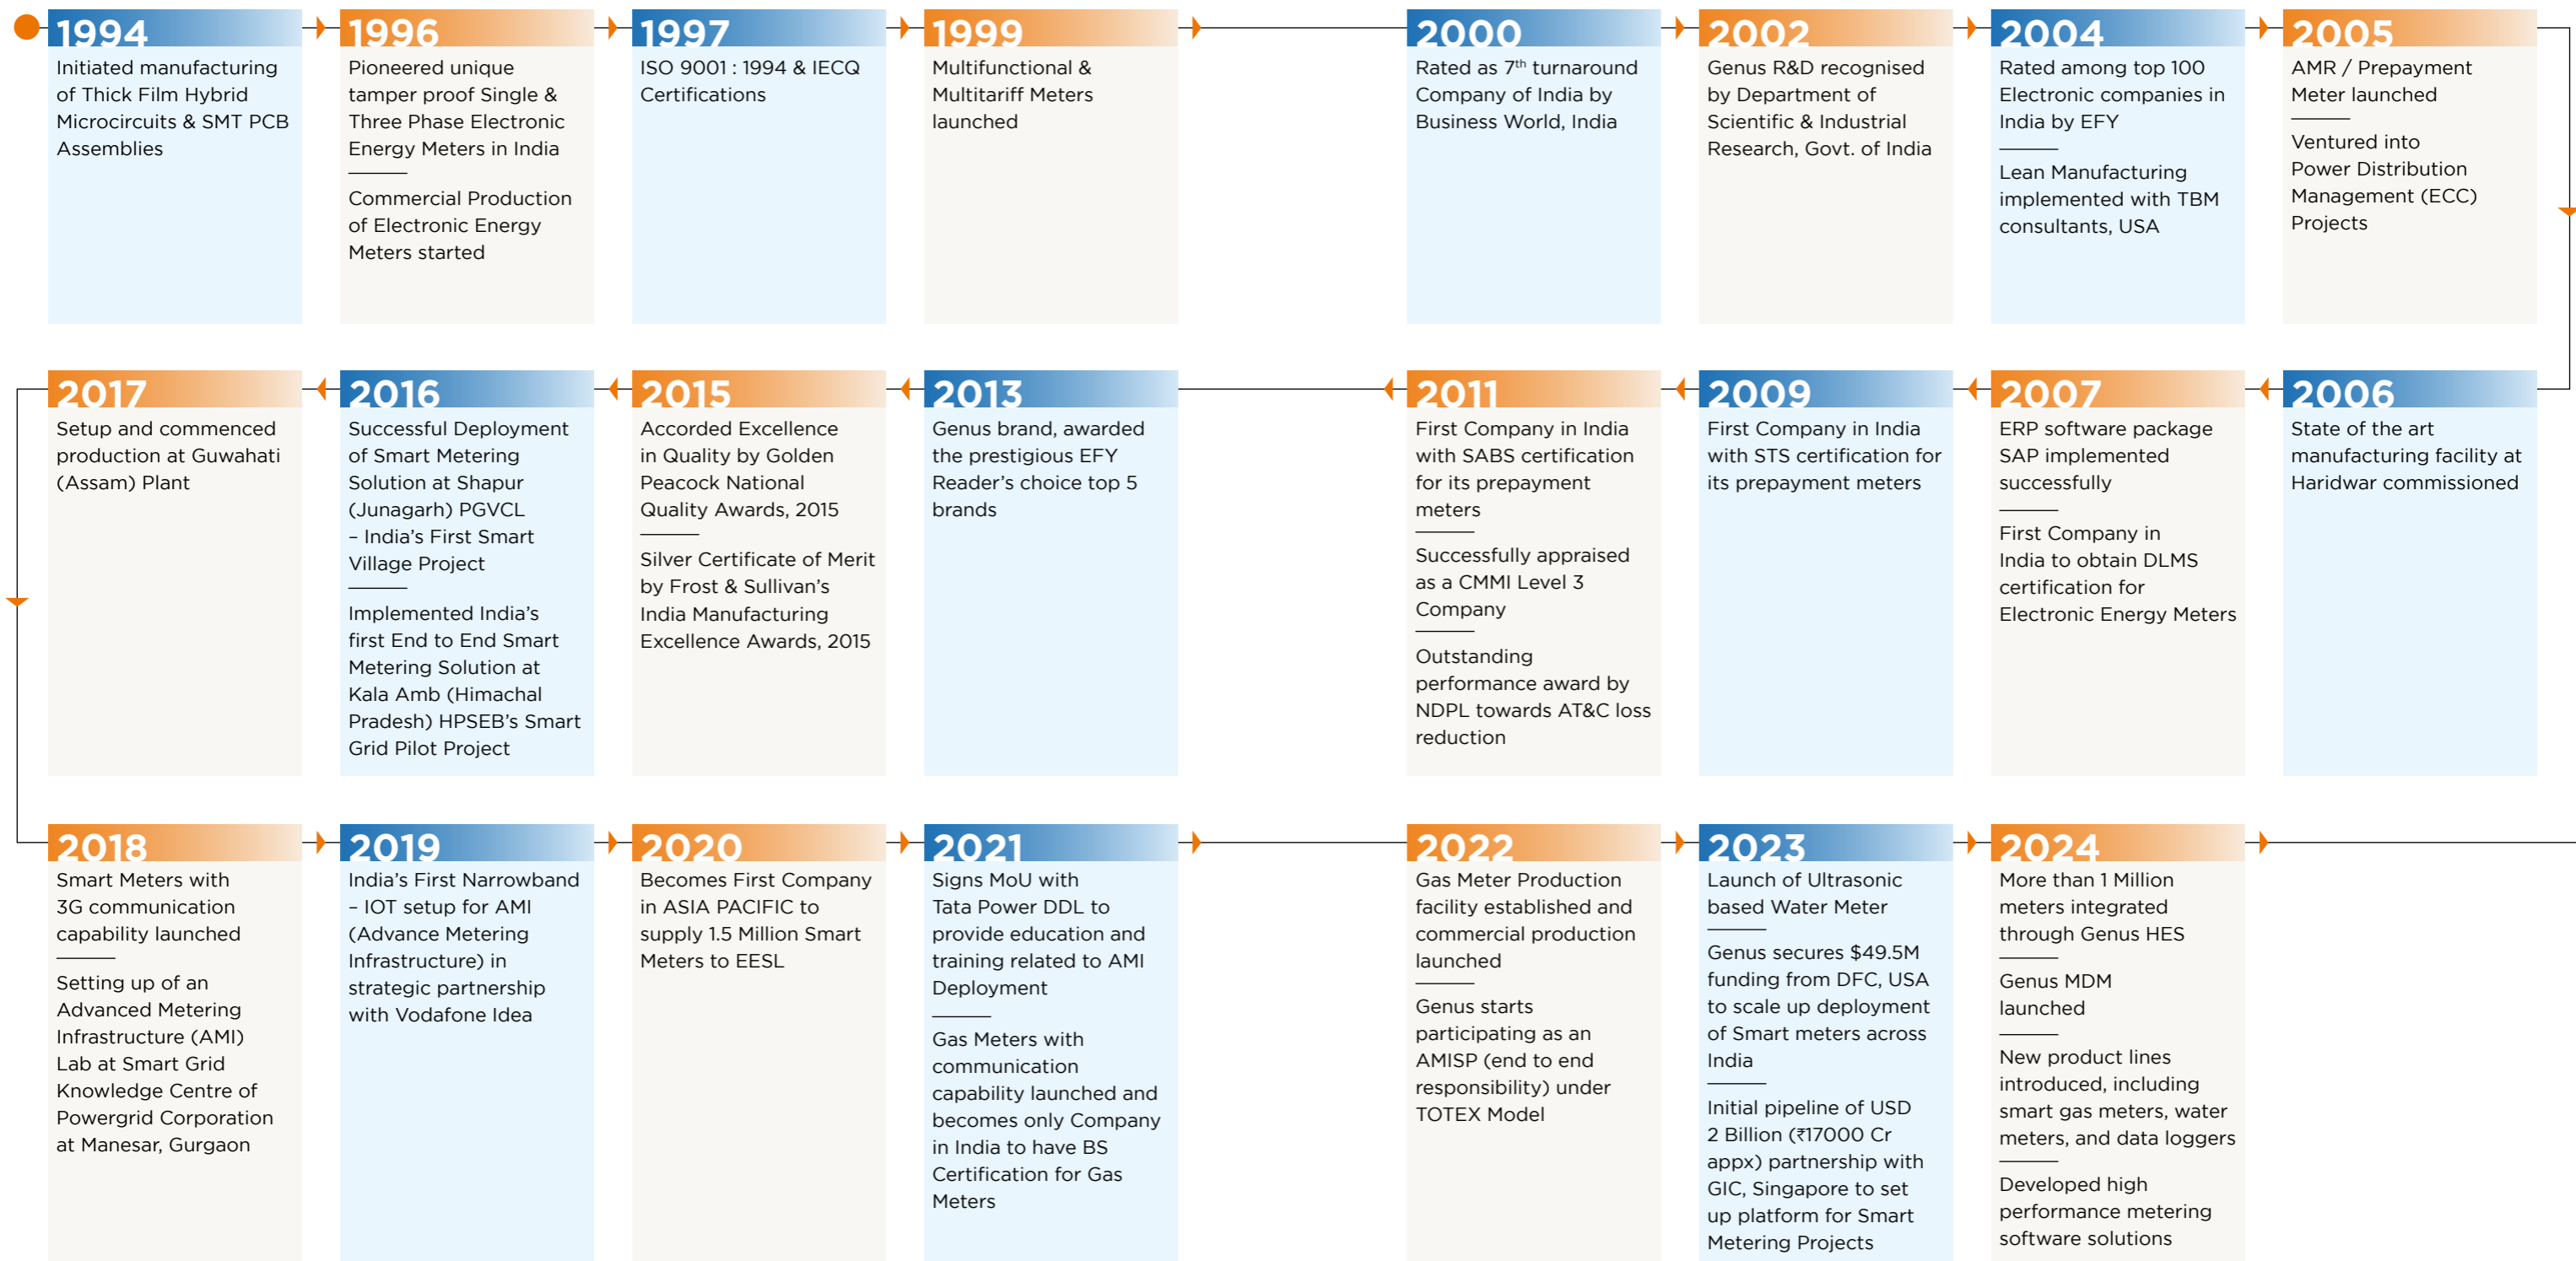 1994
Initiated manufacturing
of Thick Film Hybrid
Microcircuits & SMT PCB
Assemblies
1996
Pioneered unique
tamper proof Single &
Three Phase Electronic
Energy Meters in India
Commercial Production
of Electronic Energy
Meters started
1997
ISO 9001 : 1994 & IECQ
Certifications
1999
Multifunctional &
Multitariff Meters
launched
2000
Rated as 7th turnaround
Company of India by
Business World, India
2002
Genus R&D recognised
by Department of
Scientific & Industrial
Research, Govt. of India
2004
Rated among top 100
Electronic companies in
India by EFY
Lean Manufacturing
implemented with TBM
consultants, USA
2005
AMR / Prepayment
Meter launched
Ventured into
Power Distribution
Management (ECC)
Projects
2006
State of the art
manufacturing facility at
Haridwar commissioned
2007
ERP software package
SAP implemented
successfully
First Company in
India to obtain DLMS
certification for
Electronic Energy Meters
2009
First Company in India
with STS certification for
its prepayment meters
2011
First Company in India
with SABS certification
for its prepayment
meters
Successfully appraised
as a CMMI Level 3
Company
Outstanding
performance award by
NDPL towards AT&C loss
reduction
2013
Genus brand, awarded
the prestigious EFY
Reader’s choice top 5
brands
2015
Accorded Excellence
in Quality by Golden
Peacock National
Quality Awards, 2015
Silver Certificate of Merit
by Frost & Sullivan’s
India Manufacturing
Excellence Awards, 2015
2016
Successful Deployment
of Smart Metering
Solution at Shapur
(Junagarh) PGVCL
– India’s First Smart
Village Project
Implemented India’s
first End to End Smart
Metering Solution at
Kala Amb (Himachal
Pradesh) HPSEB’s Smart
Grid Pilot Project
2017
Setup and commenced
production at Guwahati
(Assam) Plant
2018
Smart Meters with
3G communication
capability launched
Setting up of an
Advanced Metering
Infrastructure (AMI)
Lab at Smart Grid
Knowledge Centre of
Powergrid Corporation
at Manesar, Gurgaon
2019
India’s First Narrowband
– IOT setup for AMI
(Advance Metering
Infrastructure) in
strategic partnership
with Vodafone Idea
2020
Becomes First Company
in ASIA PACIFIC to
supply 1.5 Million Smart
Meters to EESL
2021
Signs MoU with
Tata Power DDL to
provide education and
training related to AMI
Deployment
Gas Meters with
communication
capability launched and
becomes only Company
in India to have BS
Certification for Gas
Meters
2022
Gas Meter Production
facility established and
commercial production
launched
Genus starts
participating as an
AMISP (end to end
responsibility) under
TOTEX Model
2023
Launch of Ultrasonic
based Water Meter
Genus secures $49.5M
funding from DFC, USA
to scale up deployment
of Smart meters across
India
Initial pipeline of USD
2 Billion (₹17000 Cr
appx) partnership with
GIC, Singapore to set
up platform for Smart
Metering Projects
2024
More than 1 Million
meters integrated
through Genus HES
Genus MDM
launched
New product lines
introduced, including
smart gas meters, water
meters, and data loggers
Developed high
performance metering
software solutions